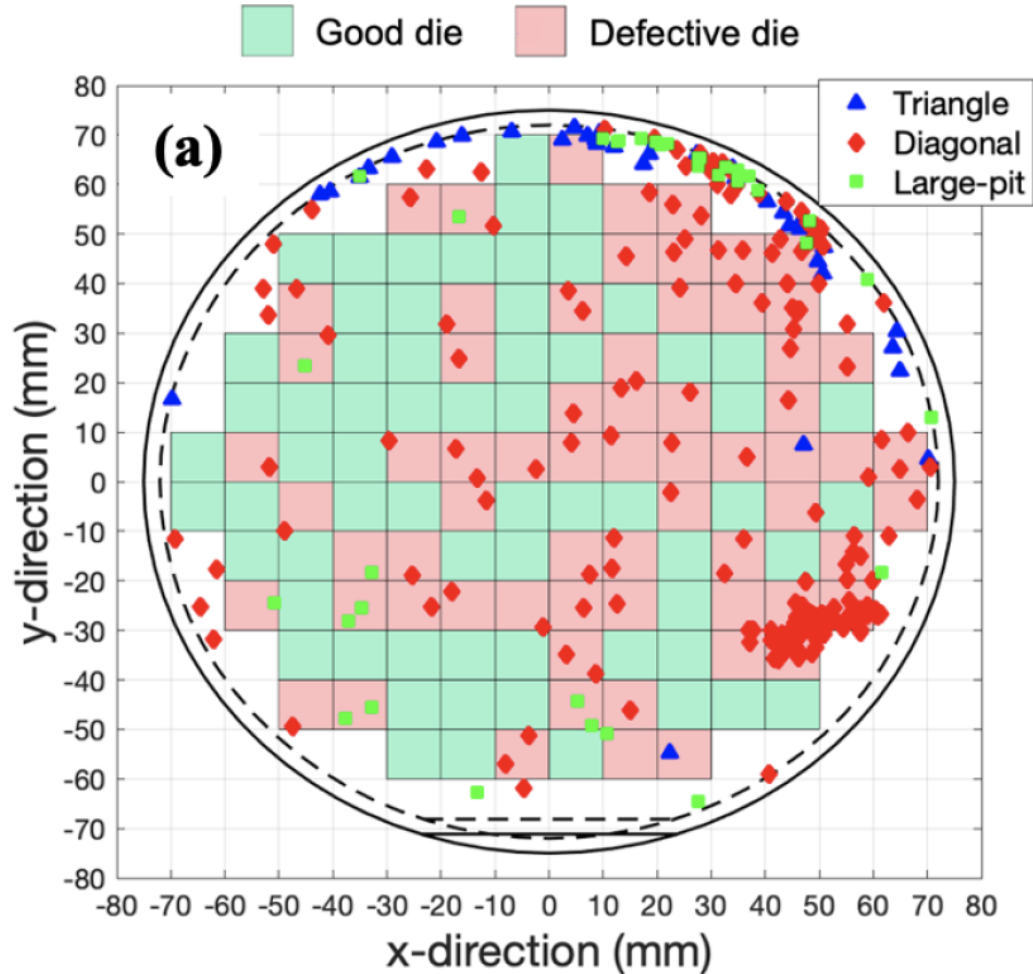 Good die Defective die
(a)
Triangle
Diagonal
Large-pit
80
70
60
50
40
30
20
10
0
-10
-20
-30
-40
-50
-60
-70
-80
y-direction (mm)
-80 -70 -60 -50 -40 -30 -20 -10 0 10 20 30 40 50 60 70 80
x-direction (mm)